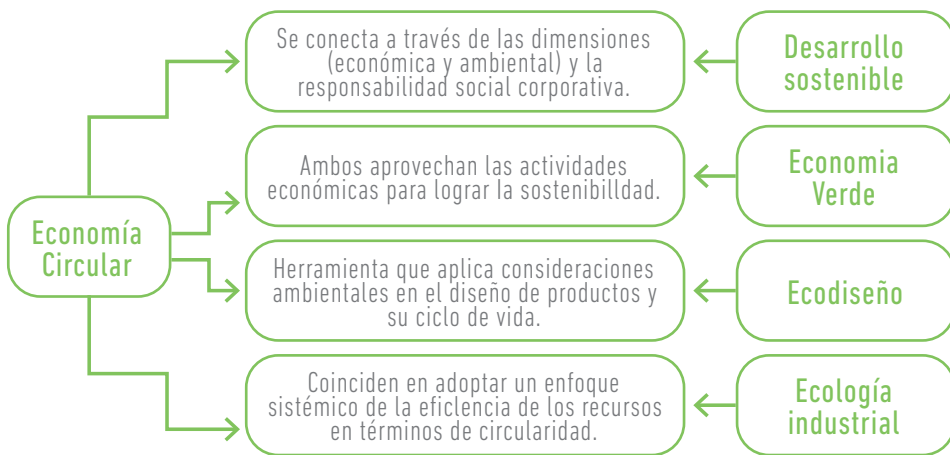 Se conecta a través de las dimensiones
(económica y ambiental) y la
responsabilidad social corporativa.
Desarrollo
sostenible
Ambos aprovechan las actividades
económicas para lograr la sostenibilldad.
Economia
Verde
Economía
Circular
Herramienta que aplica consideraciones
ambientales en el diseño de productos y
su ciclo de vida.
Ecodiseño
Coinciden en adoptar un enfoque
sistémico de la eficlencia de los recursos
en términos de circularidad.
Ecología
industrial